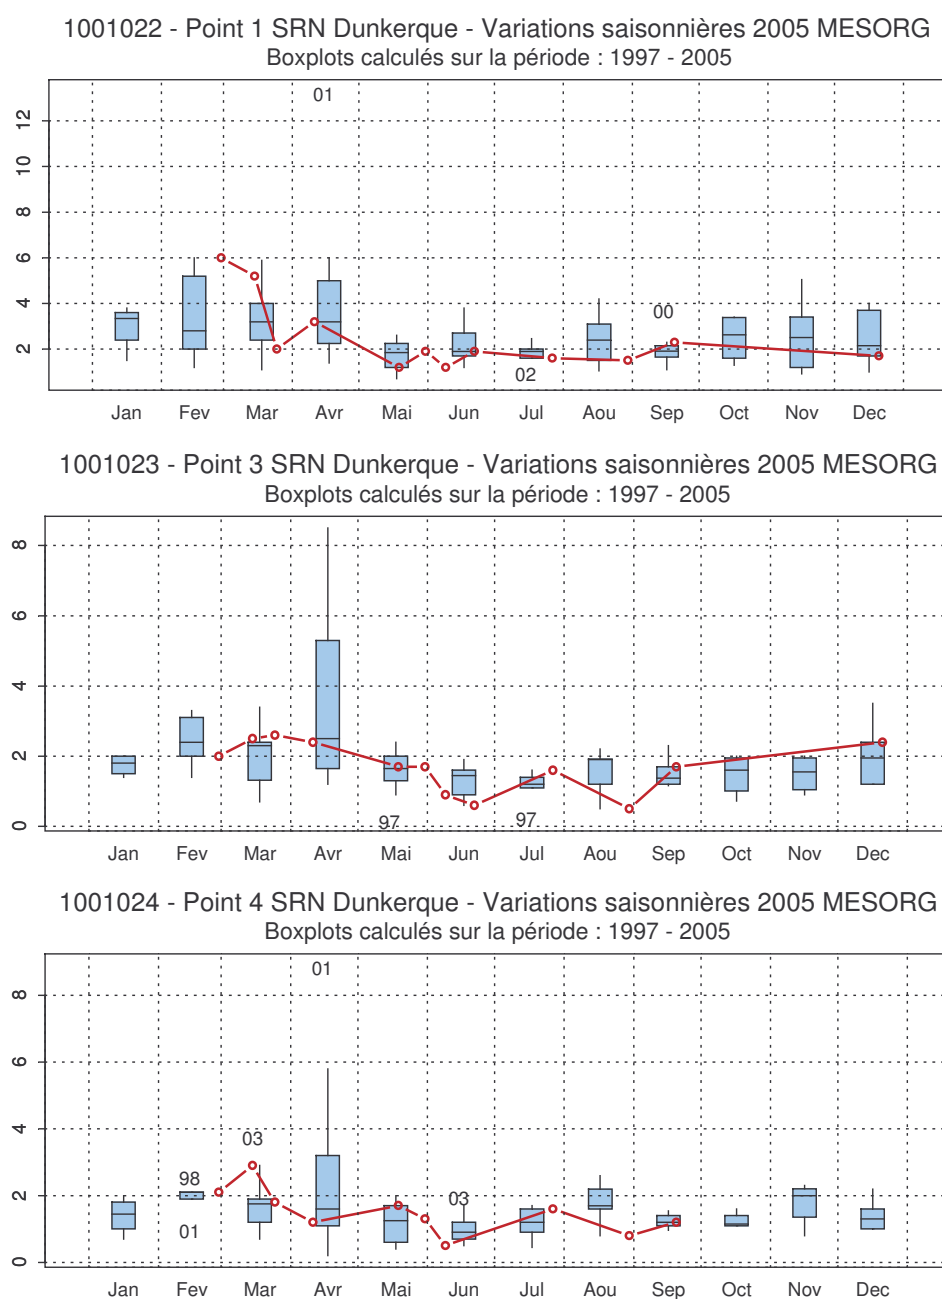 1001022 - Point 1 SRN Dunkerque - Variations saisonnières 2005 MESORG
Boxplots calculés sur la période : 1997 - 2005
01
12
10
8
6
00
4
2
02
Jan Fev Mar Avr Mai Jun Jul Aou Sep Oct Nov Dec
1001023 - Point 3 SRN Dunkerque - Variations saisonnières 2005 MESORG
Boxplots calculés sur la période : 1997 - 2005
8
6
4
2
0
97 97
Jan Fev Mar Avr Mai Jun Jul Aou Sep Oct Nov Dec
1001024 - Point 4 SRN Dunkerque - Variations saisonnières 2005 MESORG
Boxplots calculés sur la période : 1997 - 2005
01
8
6
4
03
98
2
03
01
0
Jan Fev Mar Avr Mai Jun Jul Aou Sep Oct Nov Dec